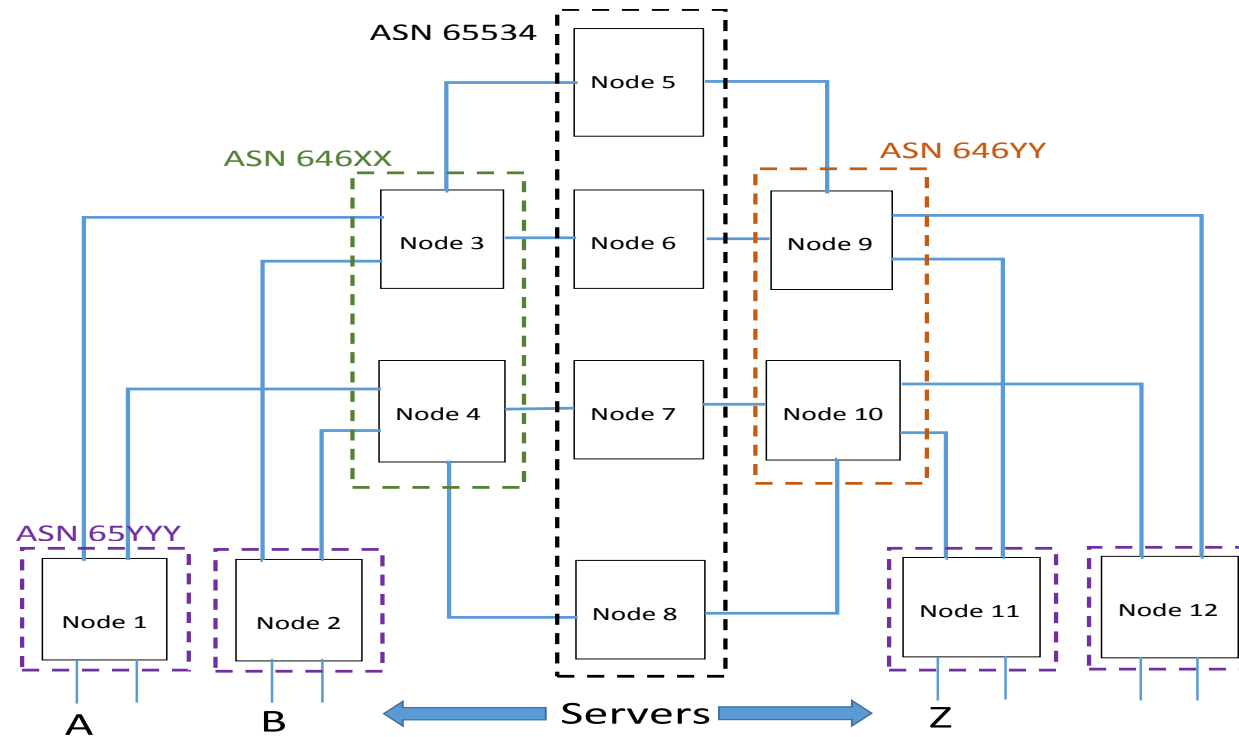 ASN 65534
Node 5
ASN 646XX
ASN 646YY
Node 3
Node 6
Node 9
Node 4
Node 7
Node 10
ASN 65YYY
Node 1
Node 2
Node 8
Node 11
Node 12
A
B
Servers
Z